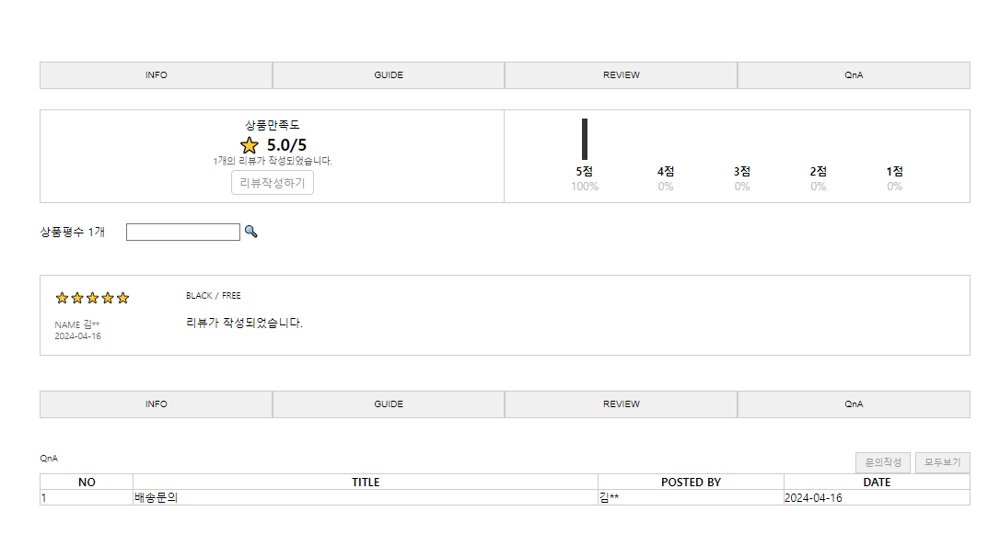 INFO GUIDE REVIEW QnA
상품만족도
5.0/5
1개의 리뷰가 작성되었습니다.
리뷰작성하기
5점 4점 3점 2점 1점
100% 0% 0% 0% 0%
상품평수 1개
BLACK / FREE
NAME 김**
2024-04-16
리뷰가 작성되었습니다.
INFO GUIDE REVIEW QnA
QnA
문의작성 모두보기
NO TITLE POSTED BY DATE
1 배송문의 김** 2024-04-16